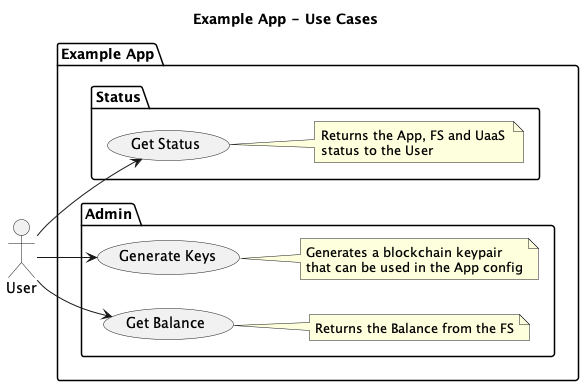 Example App - Use Cases
Example App
Status
Get Status
Returns the App, FS and UaaS
status to the User
Admin
Generate Keys
Generates a blockchain keypair
that can be used in the App config
User
Get Balance
Returns the Balance from the FS